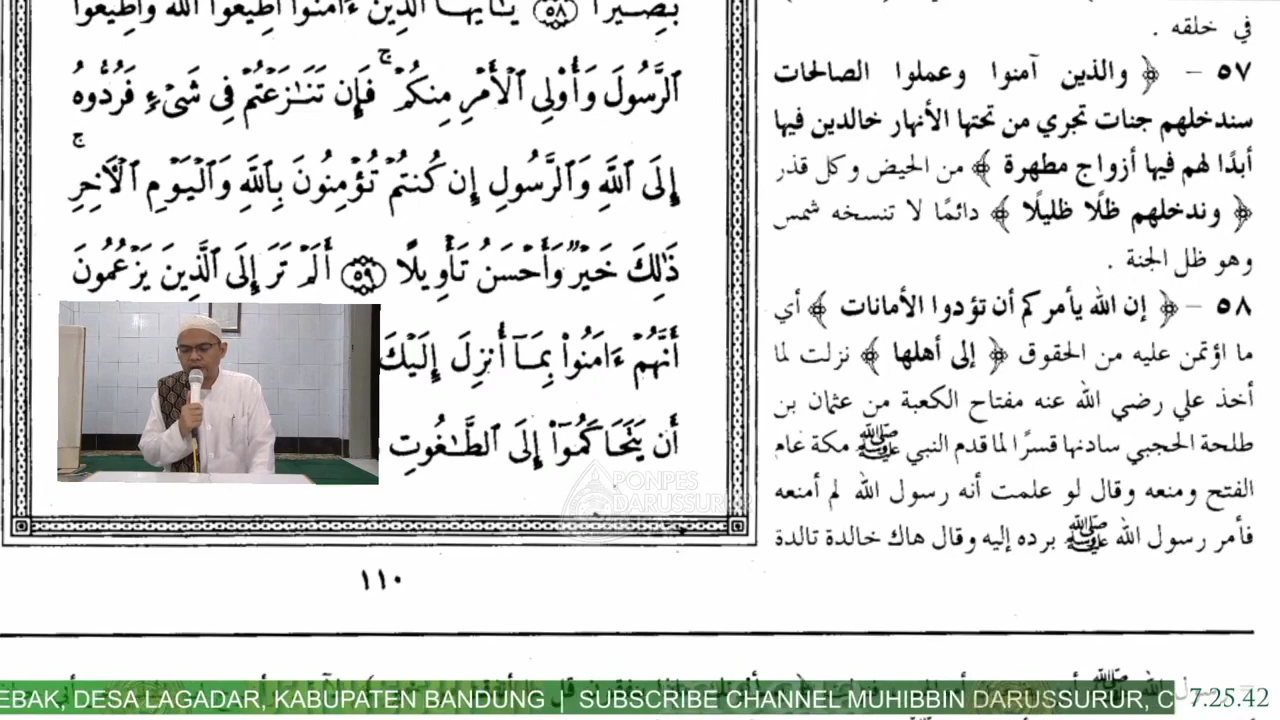 بَصِيرًا ٥٨ يَـٰٓأَيُّهَا ٱلَّذِينَ ءَامَنُوٓا۟ أَطِيعُوا۟ ٱللَّهَ وَأَطِيعُوا۟
ٱلرَّسُولَ وَأُو۟لِى ٱلْأَمْرِ مِنكُمْ ۚ فَإِن تَنَـٰزَعْتُمْ فِى شَىْءٍ فَرُدُّوهُ
إِلَى ٱللَّهِ وَٱلرَّسُولِ إِن كُنتُمْ تُؤْمِنُونَ بِٱللَّهِ وَٱلْيَوْمِ ٱلْـَٔاخِرِ ۚ
ذَٰلِكَ خَيْرٌ وَأَحْسَنُ تَأْوِيلًا ٥٩ أَلَمْ تَرَ إِلَى ٱلَّذِينَ يَزْعُمُونَ
أَنَّهُمْ ءَامَنُوا۟ بِمَآ أُنزِلَ إِلَيْكَ
أَن يَتَحَاكَمُوٓا۟ إِلَى ٱلطَّـٰغُوتِ
١١٠
في خلقه .
٥٧ – ﴿ والذين آمنوا وعملوا الصالحات
سندخلهم جنات تجري من تحتها الأنهار خالدين فيها
أبدًا لهم فيها أزواج مطهرة ﴾ من الحيض وكل قذر
﴿ وندخلهم ظلًا ظليلًا ﴾ دائمًا لا تنسخه شمس
وهو ظل الجنة .
٥٨ – ﴿ إن الله يأمركم أن تؤدوا الأمانات ﴾ أي
ما اؤتمن عليه من الحقوق ﴿ إلى أهلها ﴾ نزلت لما
أخذ علي رضي الله عنه مفتاح الكعبة من عثمان بن
طلحة الحجبي سادنها قسرًا لما قدم النبي ﷺ مكة عام
الفتح ومنعه وقال لو علمت أنه رسول الله لم أمنعه
فأمر رسول الله ﷺ برده إليه وقال هاك خالدة تالدة
PONPES
DARUSSURUR
EBAK, DESA LAGADAR, KABUPATEN BANDUNG | SUBSCRIBE CHANNEL MUHIBBIN DARUSSURUR, C 7.25.42